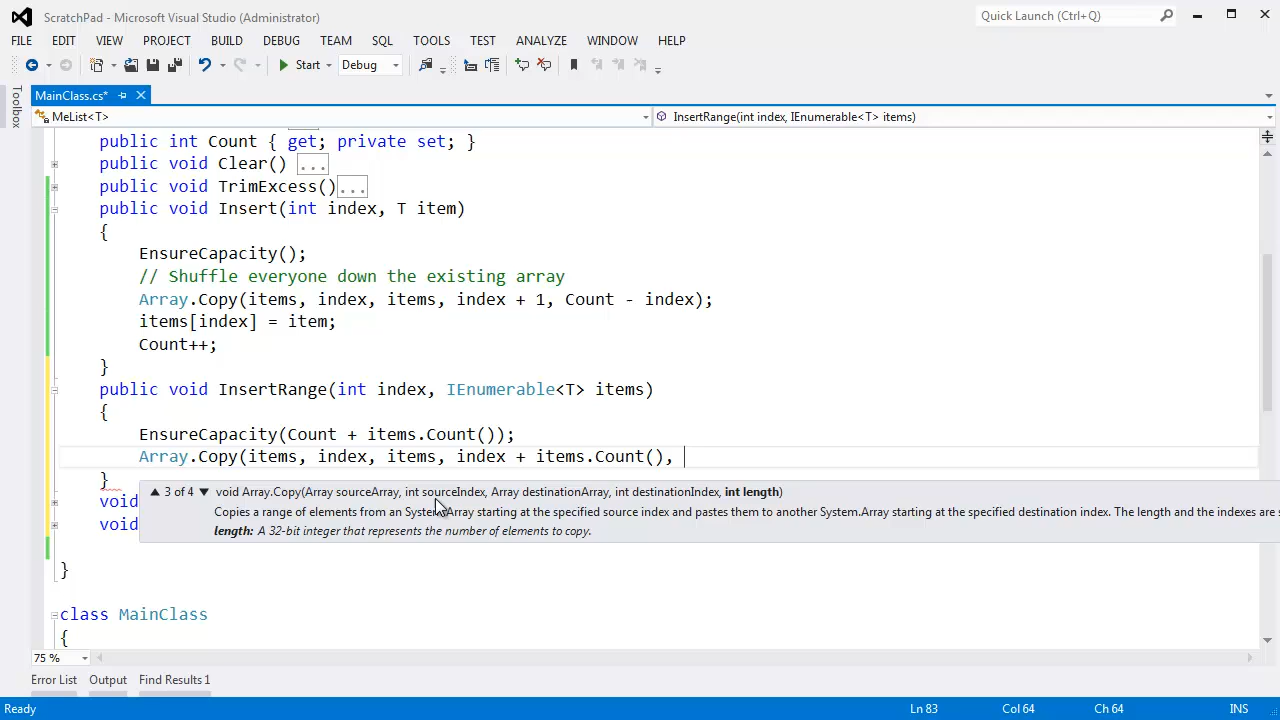 ScratchPad - Microsoft Visual Studio (Administrator)
Quick Launch (Ctrl+Q)
FILE EDIT VIEW PROJECT BUILD DEBUG TEAM SQL TOOLS TEST ANALYZE WINDOW HELP
Start Debug
Toolbox
MainClass.cs*
MeList<T> InsertRange(int index, IEnumerable<T> items)
public int Count { get; private set; }
public void Clear() ...
public void TrimExcess()...
public void Insert(int index, T item)
{
EnsureCapacity();
// Shuffle everyone down the existing array
Array.Copy(items, index, items, index + 1, Count - index);
items[index] = item;
Count++;
}
public void InsertRange(int index, IEnumerable<T> items)
{
EnsureCapacity(Count + items.Count());
Array.Copy(items, index, items, index + items.Count(),
}
3 of 4 void Array.Copy(Array sourceArray, int sourceIndex, Array destinationArray, int destinationIndex, int length)
void
Copies a range of elements from an System.Array starting at the specified source index and pastes them to another System.Array starting at the specified destination index. The length and the indexes are s
void
length: A 32-bit integer that represents the number of elements to copy.
}
class MainClass
{
75 %
Error List Output Find Results 1
Ready Ln 83 Col 64 Ch 64 INS